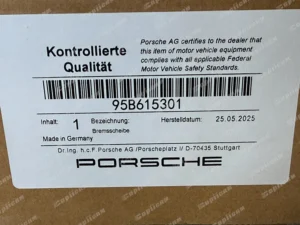 Kontrollierte
Qualität
Porsche AG certifies to the dealer that
this item of motor vehicle equipment
complies with all applicable Federal
Motor Vehicle Safety Standards.
95B615301
Inhalt: 1 Bezeichnung: Herstelldatum: 25.05.2025
Bremsscheibe
Made in Germany
Dr.Ing. h.c.F.Porsche AG /Porscheplatz I/ D-70435 Stuttgart
PORSCHE